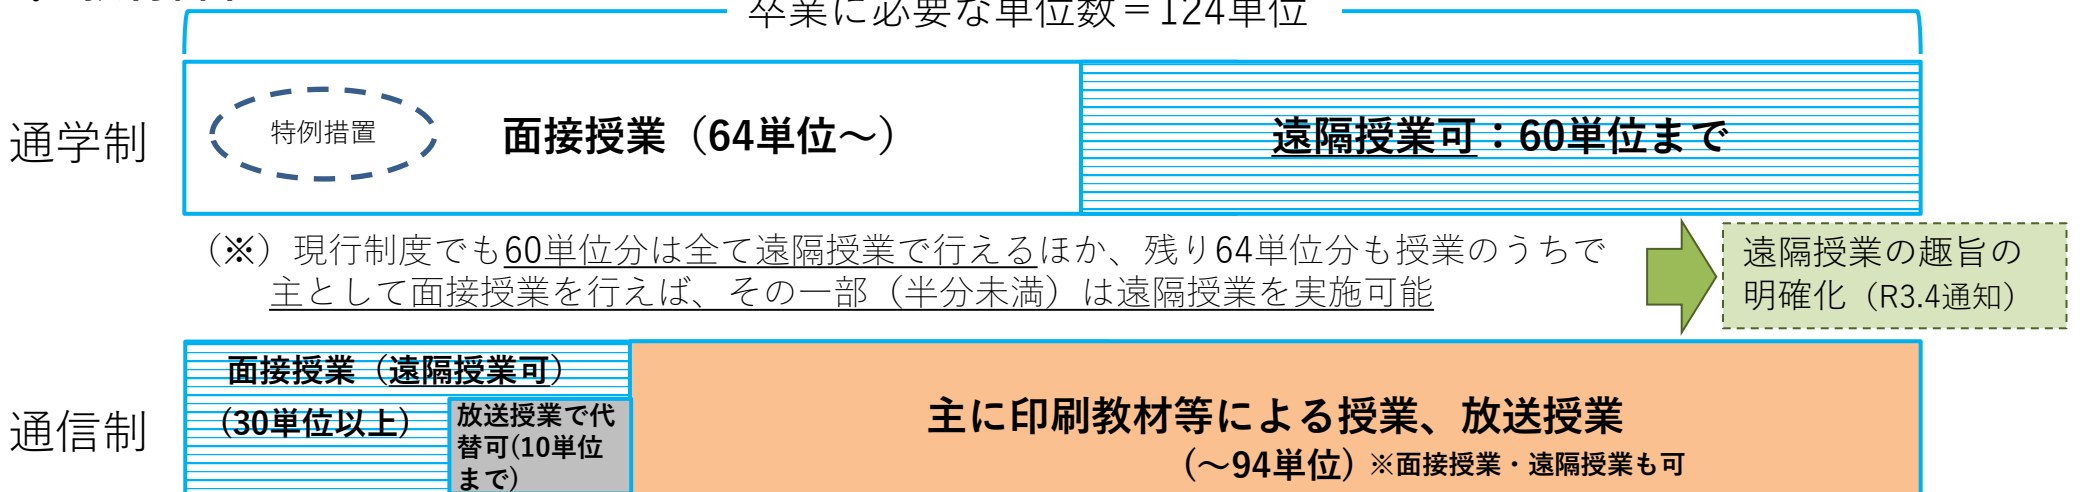 卒業に必要な単位数＝124単位
通学制
特例措置
面接授業（64単位～）
遠隔授業可：60単位まで
（※）現行制度でも60単位分は全て遠隔授業で行えるほか、残り64単位分も授業のうちで
主として面接授業を行えば、その一部（半分未満）は遠隔授業を実施可能
遠隔授業の趣旨の
明確化（R3.4通知）
通信制
面接授業（遠隔授業可）
(30単位以上）
放送授業で代
替可(10単位
まで)
主に印刷教材等による授業、放送授業
(～94単位) ※面接授業・遠隔授業も可